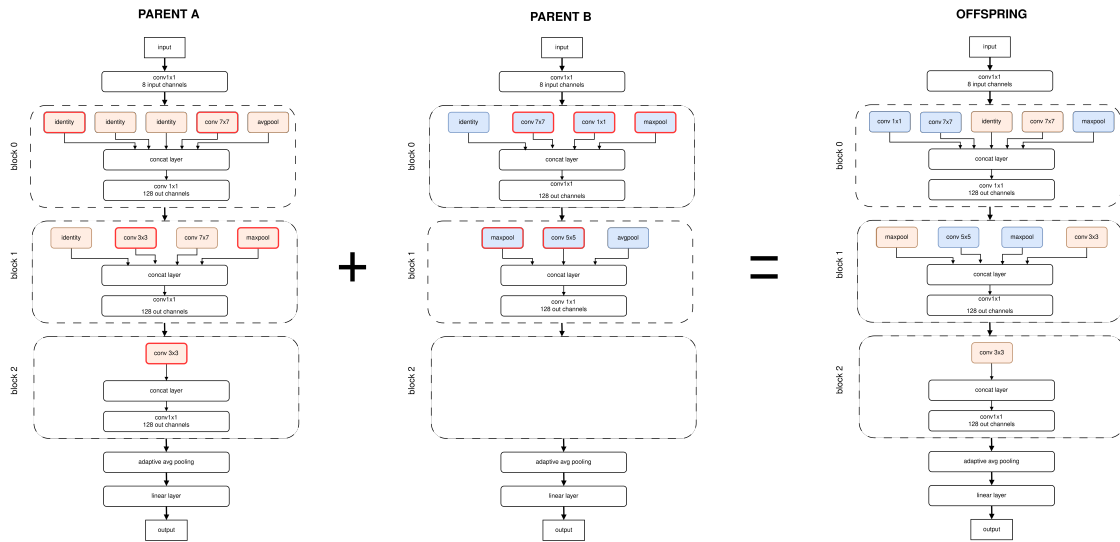 PARENT A
input
conv1x1
8 input channels
block 0
identity
identity
identity
conv 7x7
avgpool
concat layer
conv 1x1
128 out channels
block 1
identity
conv 3x3
conv 7x7
maxpool
concat layer
conv1x1
128 out channels
block 2
conv 3x3
concat layer
conv1x1
128 out channels
adaptive avg pooling
linear layer
output
+
PARENT B
input
conv1x1
8 input channels
block 0
identity
conv 7x7
conv 1x1
maxpool
concat layer
conv1x1
128 out channels
block 1
maxpool
conv 5x5
avgpool
concat layer
conv 1x1
128 out channels
block 2
adaptive avg pooling
linear layer
output
=
OFFSPRING
input
conv1x1
8 input channels
block 0
conv 1x1
conv 7x7
identity
conv 7x7
maxpool
concat layer
conv 1x1
128 out channels
block 1
maxpool
conv 5x5
maxpool
conv 3x3
concat layer
conv1x1
128 out channels
block 2
conv 3x3
concat layer
conv1x1
128 out channels
adaptive avg pooling
linear layer
output